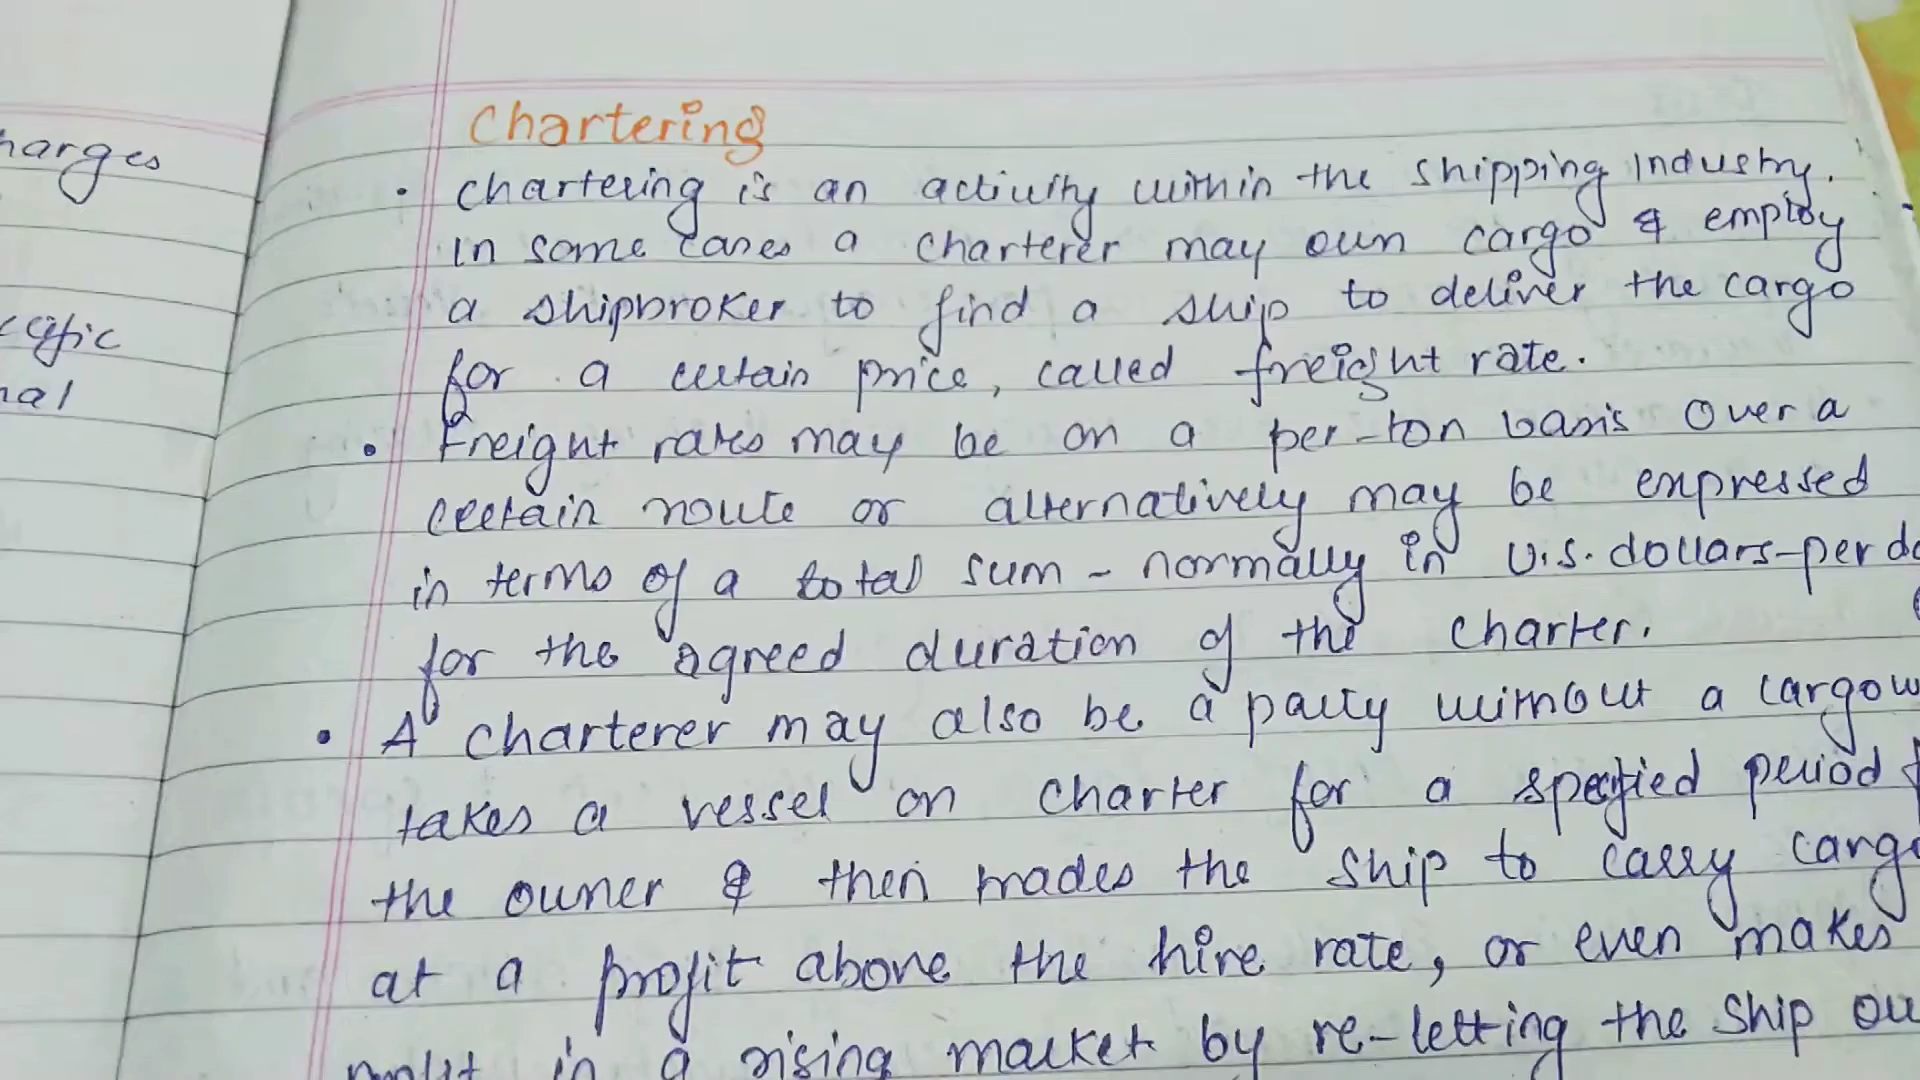 harges
cific
nal
Chartering
• Chartering is an activity within the shipping industry.
in some cases a charterer may own cargo & employ
a shipbroker to find a ship to deliver the cargo
for a certain price, called freight rate.
• Freight rates may be on a per-ton basis over a
certain route or alternatively may be expressed
in terms of a total sum - normally in U.S. dollars-per da
for the agreed duration of the charter.
• A charterer may also be a party without a cargo w
takes a vessel on charter for a specified period f
the owner & then trades the ship to carry cargo
at a profit above the hire rate, or even makes
profit in a rising market by re-letting the ship ou